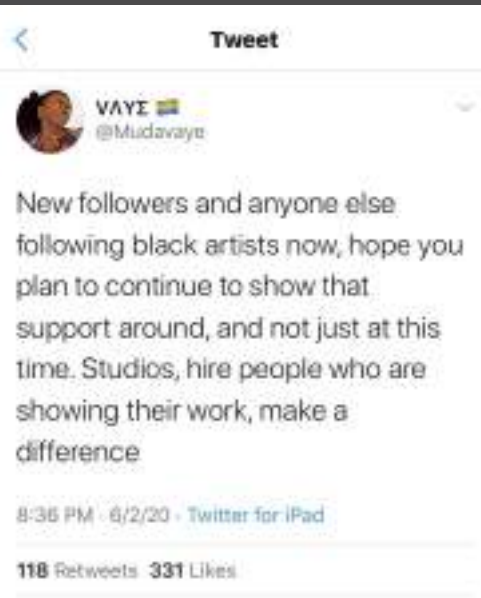 Tweet
VΛYΣ
@Mudavaye
New followers and anyone else
following black artists now, hope you
plan to continue to show that
support around, and not just at this
time. Studios, hire people who are
showing their work, make a
difference
8:36 PM · 6/2/20 · Twitter for iPad
118 Retweets 331 Likes